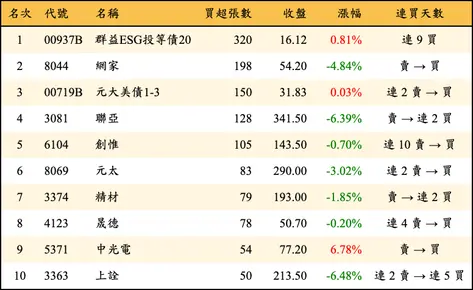 名次 代號 名稱 買超張數 收盤 漲幅 連買天數
1 00937B 群益ESG投等債20 320 16.12 0.81% 連 9 買
2 8044 網家 198 54.20 -4.84% 賣 → 買
3 00719B 元大美債1-3 150 31.83 0.03% 連 2 賣 → 買
4 3081 聯亞 128 341.50 -6.39% 賣 → 連 2 買
5 6104 創惟 105 143.50 -0.70% 連 10 賣 → 買
6 8069 元太 83 290.00 -3.02% 連 2 賣 → 買
7 3374 精材 79 193.00 -1.85% 賣 → 連 2 買
8 4123 晟德 78 50.70 -0.20% 連 4 賣 → 買
9 5371 中光電 54 77.20 6.78% 賣 → 買
10 3363 上詮 50 213.50 -6.48% 連 2 賣 → 連 5 買